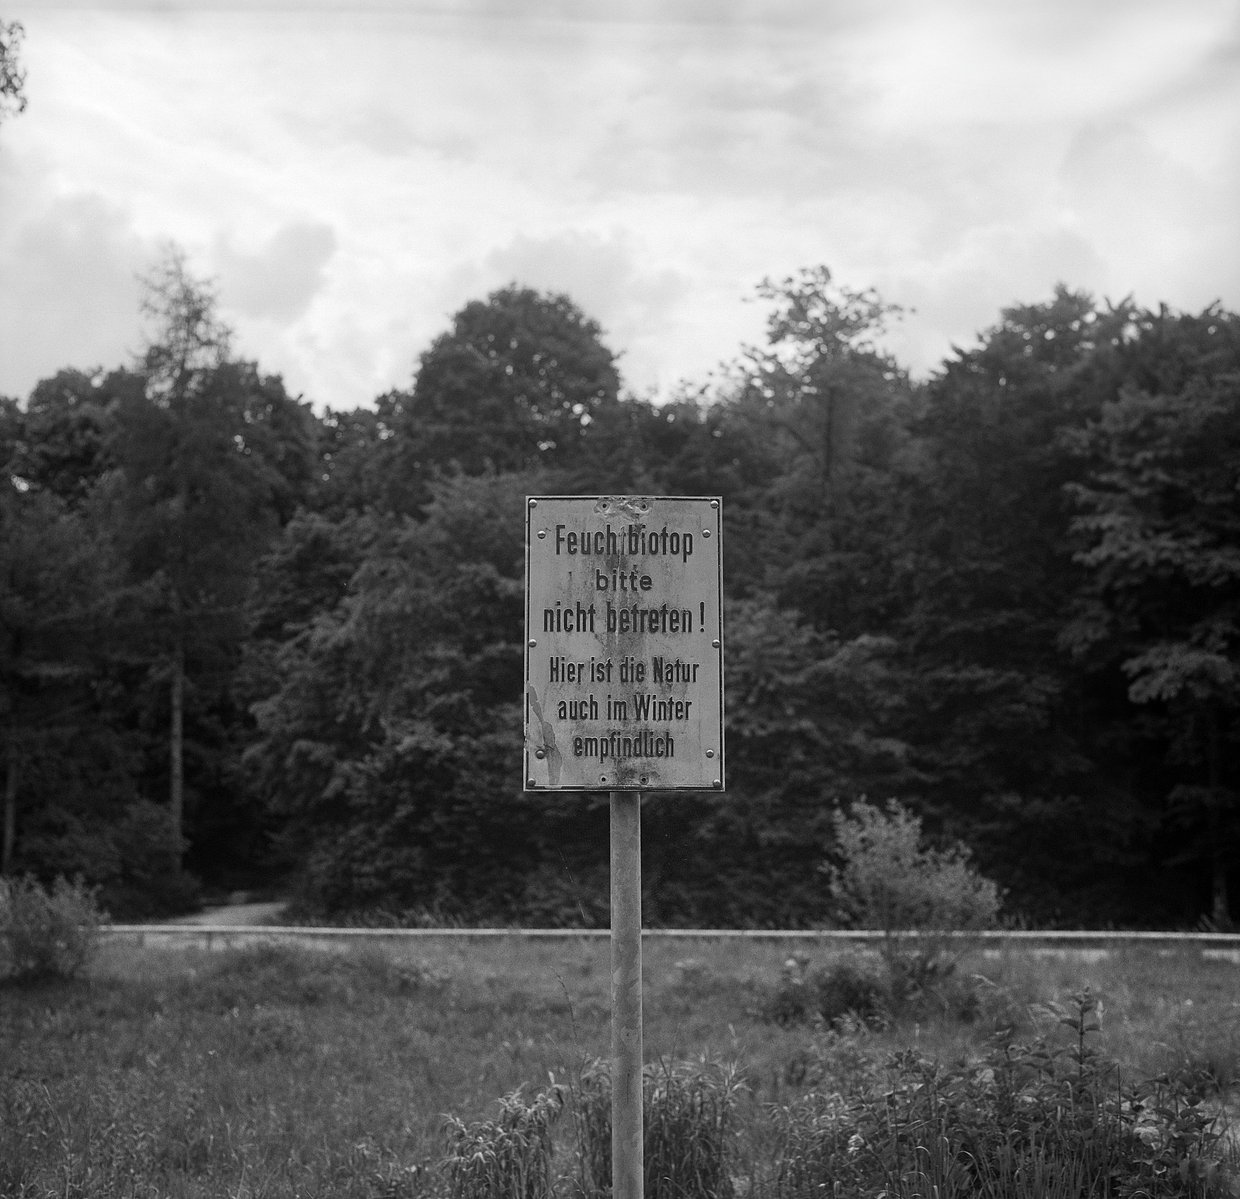 Feuchtbiotop
bitte
nicht betreten!
Hier ist die Natur
auch im Winter
empfindlich